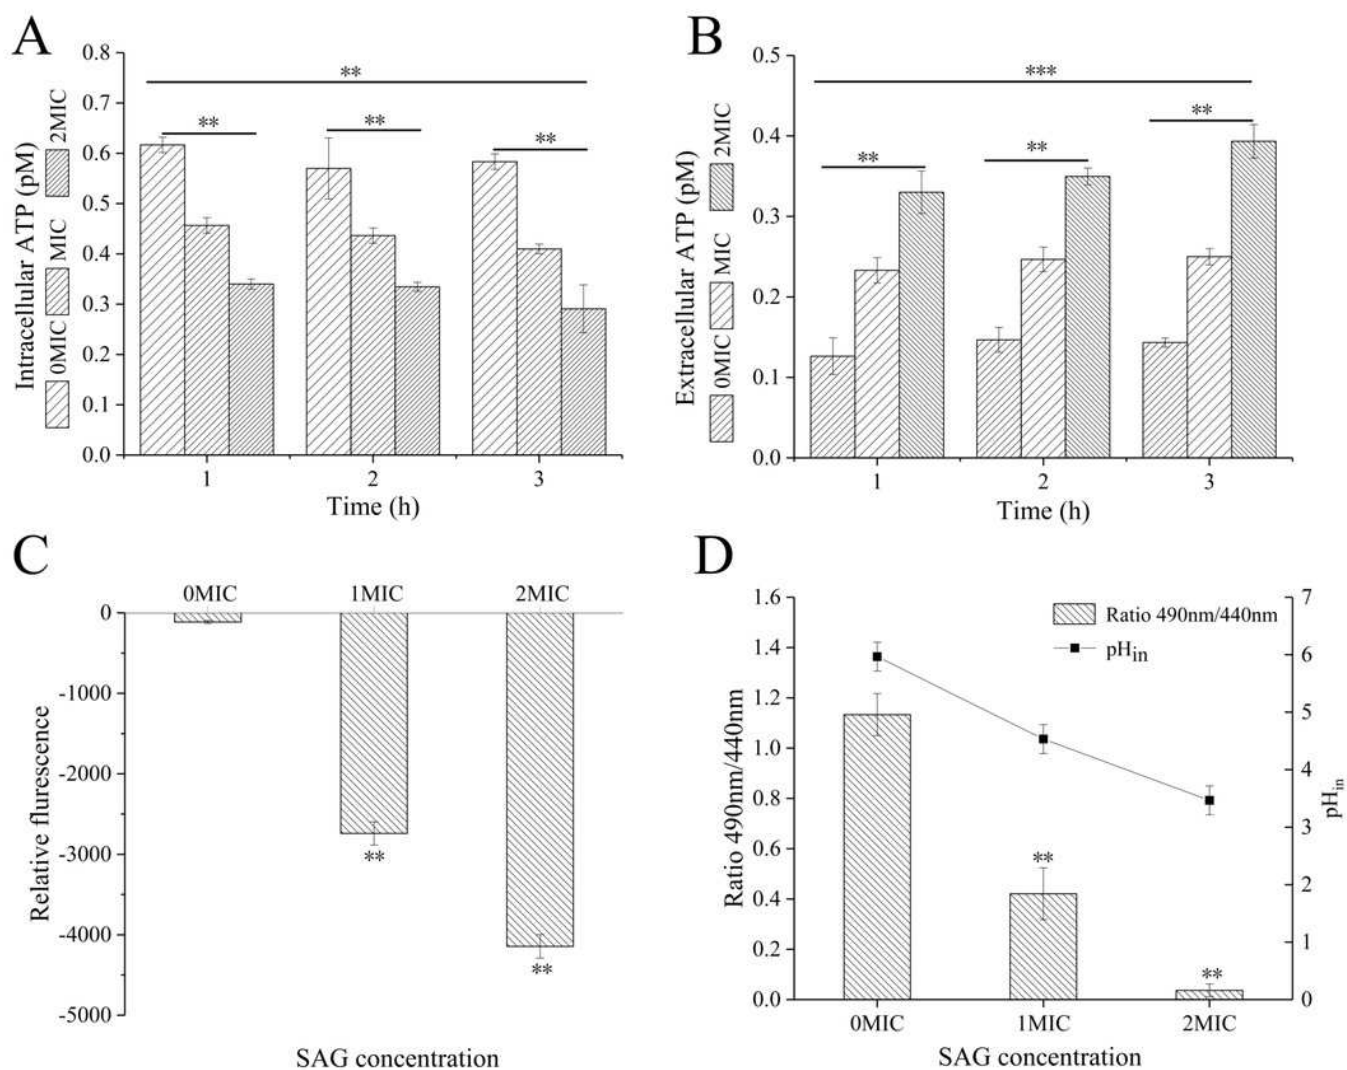 A
Intracellular ATP (pM)
0MIC MIC 2MIC
0.8
0.7
0.6
0.5
0.4
0.3
0.2
0.1
0.0
**
**
**
**
1 2 3
Time (h)
B
Extracellular ATP (pM)
0MIC MIC 2MIC
0.5
0.4
0.3
0.2
0.1
0.0
***
**
**
**
1 2 3
Time (h)
C
0MIC 1MIC 2MIC
Relative flurescence
0
-1000
-2000
-3000
-4000
-5000
**
**
SAG concentration
D
Ratio 490nm/440nm
1.6
1.4
1.2
1.0
0.8
0.6
0.4
0.2
0.0
Ratio 490nm/440nm
pHin
**
**
7
6
5
4
3
2
1
0
pHin
0MIC 1MIC 2MIC
SAG concentration